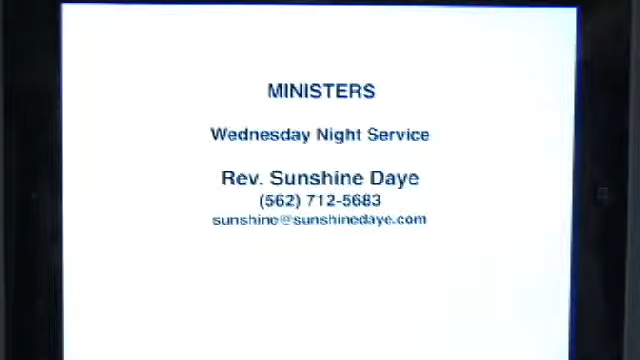 MINISTERS
Wednesday Night Service
Rev. Sunshine Daye
(562) 712-5683
sunshine@sunshinedaye.com